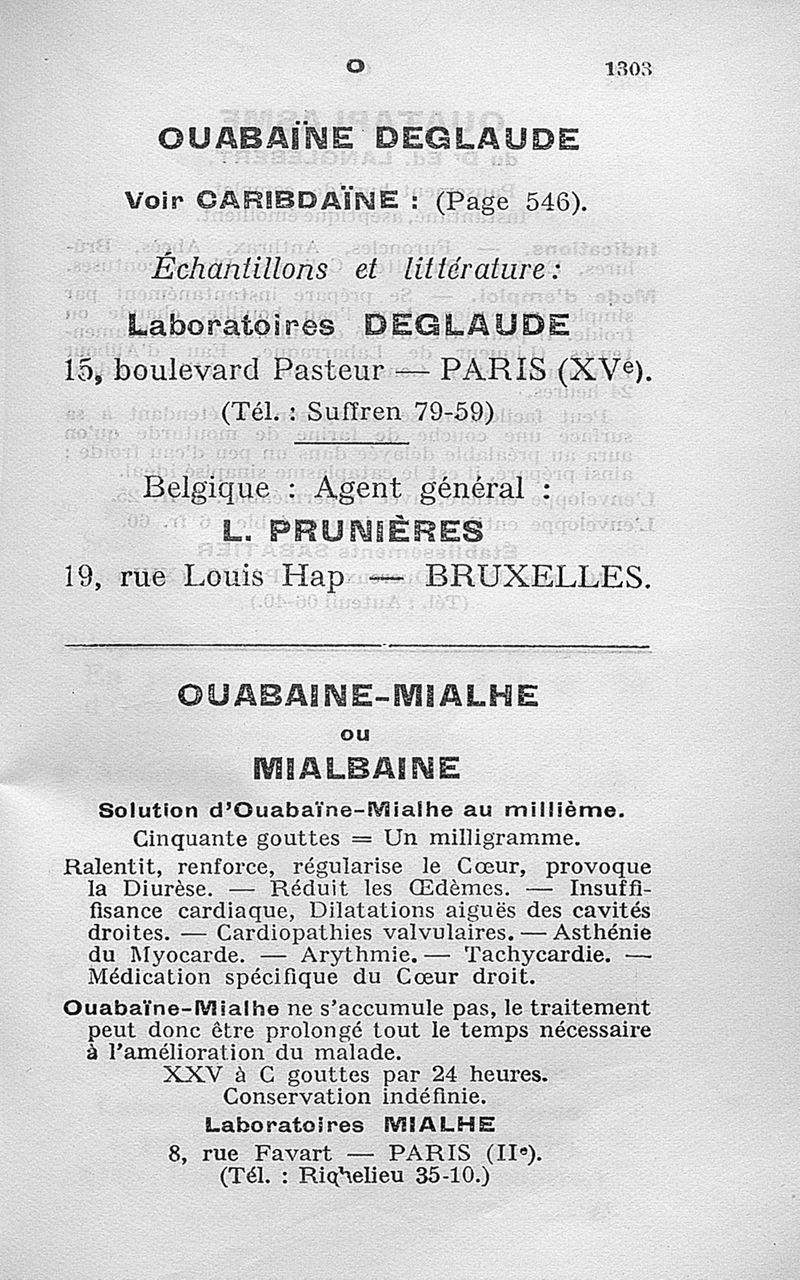 O 1303
OUABAÏNE DEGLAUDE
Voir CARIBDAÏNE : (Page 546).
Échantillons et littérature :
Laboratoires DEGLAUDE
15, boulevard Pasteur — PARIS (XVe).
(Tél. : Suffren 79-59)
Belgique : Agent général :
L. PRUNIÈRES
19, rue Louis Hap — BRUXELLES.
OUABAINE-MIALHE
ou
MIALBAINE
Solution d'Ouabaïne-Mialhe au millième.
Cinquante gouttes = Un milligramme.
Ralentit, renforce, régularise le Cœur, provoque
la Diurèse. — Réduit les Œdèmes. — Insuffi-
fisance cardiaque, Dilatations aiguës des cavités
droites. — Cardiopathies valvulaires. — Asthénie
du Myocarde. — Arythmie. — Tachycardie. —
Médication spécifique du Cœur droit.
Ouabaïne-Mialhe ne s'accumule pas, le traitement
peut donc être prolongé tout le temps nécessaire
à l'amélioration du malade.
XXV à C gouttes par 24 heures.
Conservation indéfinie.
Laboratoires MIALHE
8, rue Favart — PARIS (IIe).
(Tél. : Richelieu 35-10.)